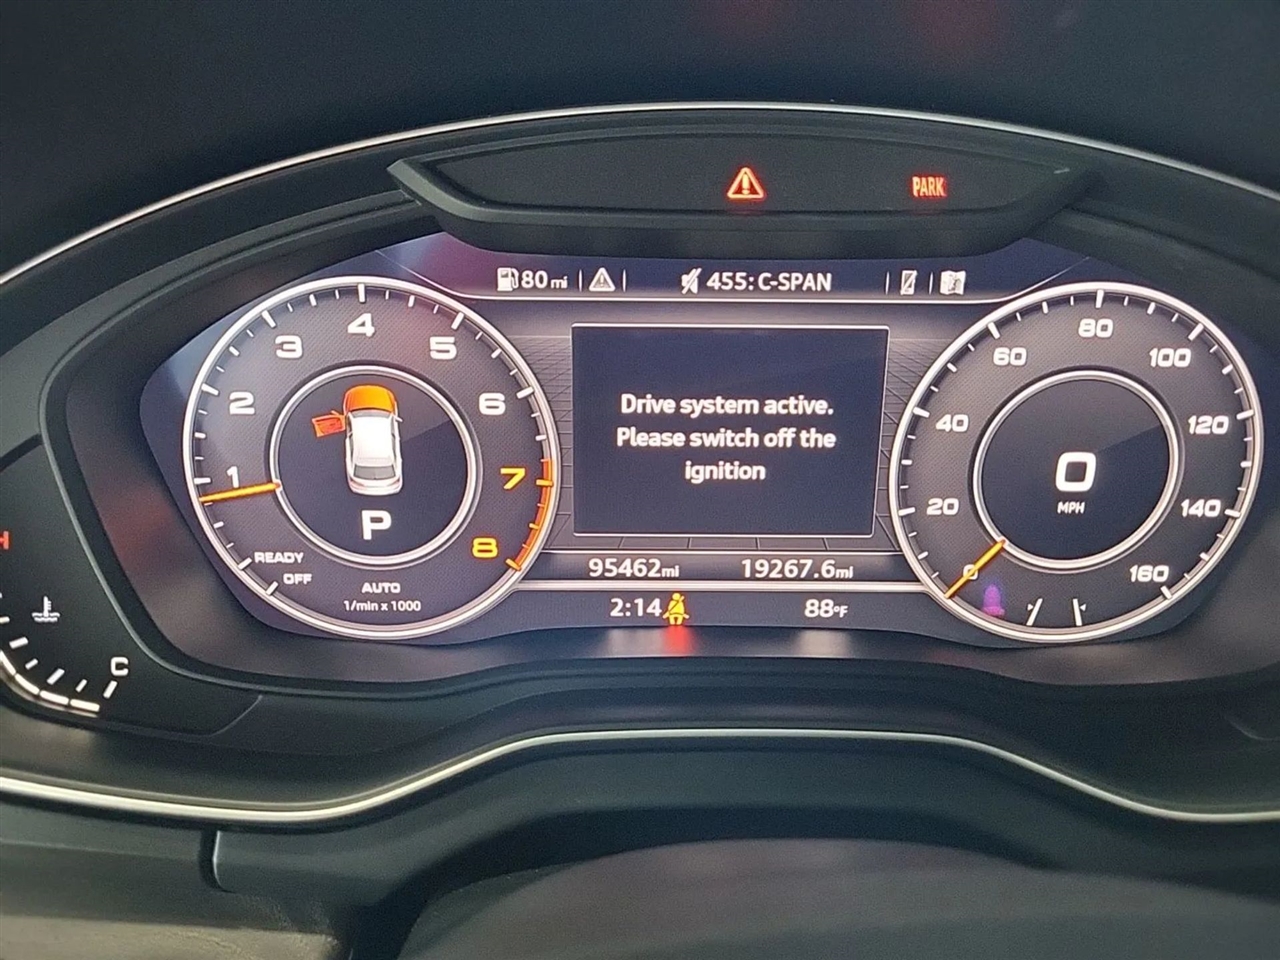 PARK
80 mi
455: C-SPAN
Drive system active.
Please switch off the
ignition
1
2
3
4
5
6
7
8
P
READY
OFF
AUTO
1/min x 1000
0
20
40
60
80
100
120
140
160
0
MPH
95462 mi
19267.6 mi
2:14
88°F
H
C